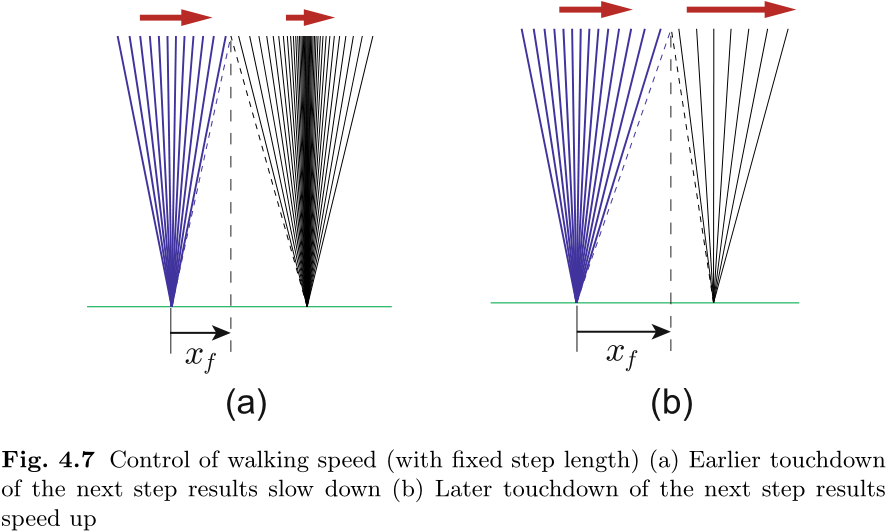 x_f
x_f
(a)
(b)
Fig. 4.7 Control of walking speed (with fixed step length) (a) Earlier touchdown
of the next step results slow down (b) Later touchdown of the next step results
speed up